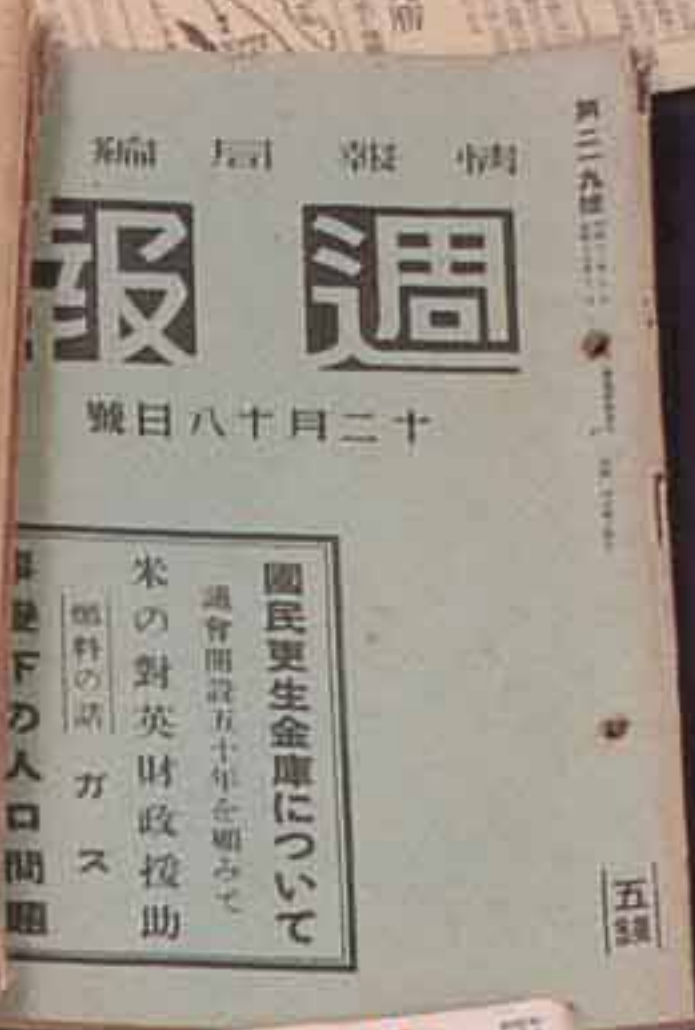 情報局編
週報
十二月十八日號
第二一九號
國民更生金庫について
議會開設五十年を顧みて
米の對英財政援助
燃料の話 ガス
下の人口問題
五錢